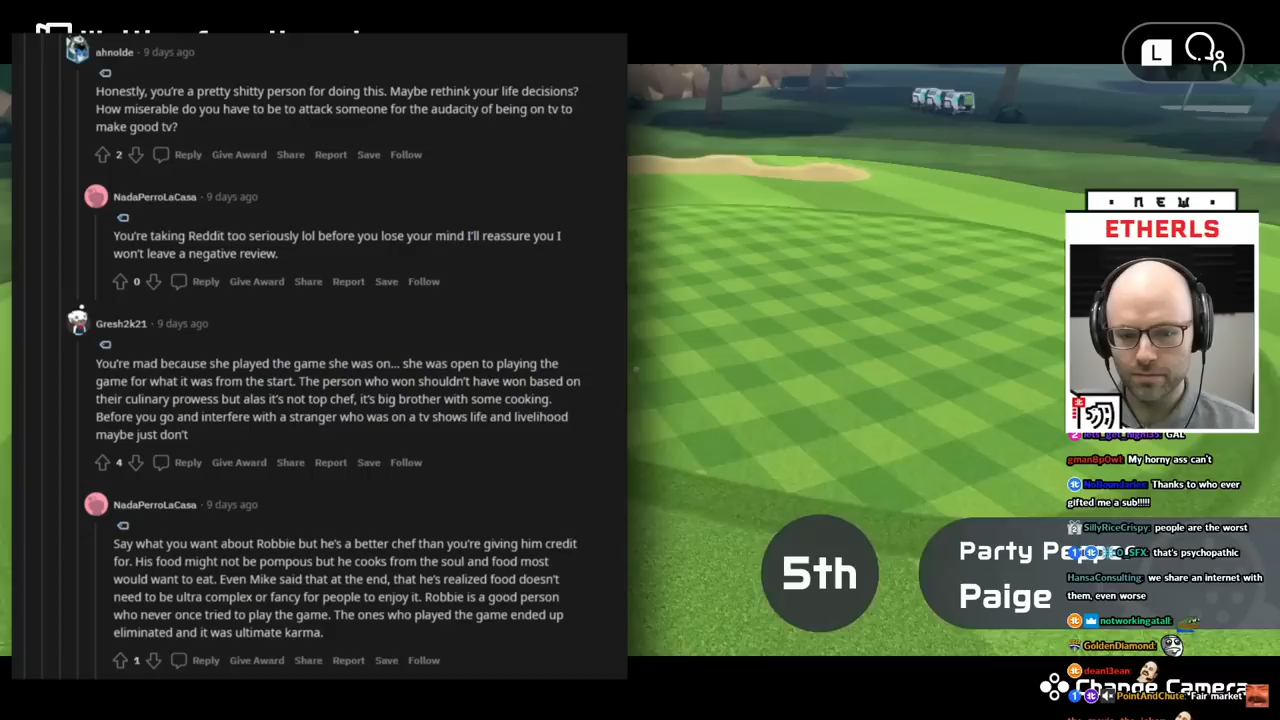 ahnolde · 9 days ago
Honestly, you're a pretty shitty person for doing this. Maybe rethink your life decisions?
How miserable do you have to be to attack someone for the audacity of being on tv to
make good tv?
2 Reply Give Award Share Report Save Follow
NadaPerroLaCasa · 9 days ago
You're taking Reddit too seriously lol before you lose your mind I'll reassure you I
won't leave a negative review.
0 Reply Give Award Share Report Save Follow
Gresh2k21 · 9 days ago
You're mad because she played the game she was on... she was open to playing the
game for what it was from the start. The person who won shouldn't have won based on
their culinary prowess but alas it's not top chef, it's big brother with some cooking.
Before you go and interfere with a stranger who was on a tv shows life and livelihood
maybe just don't
4 Reply Give Award Share Report Save Follow
NadaPerroLaCasa · 9 days ago
Say what you want about Robbie but he's a better chef than you're giving him credit
for. His food might not be pompous but he cooks from the soul and food most
would want to eat. Even Mike said that at the end, that he's realized food doesn't
need to be ultra complex or fancy for people to enjoy it. Robbie is a good person
who never once tried to play the game. The ones who played the game ended up
eliminated and it was ultimate karma.
1 Reply Give Award Share Report Save Follow
L
· NEW ·
ETHERLS
GAL
gman8p0wl: My horny ass can't
NoBoundaries: Thanks to who ever
gifted me a sub!!!!!
SillyRiceCrispy: people are the worst
_SFX: that's psychopathic
HansaConsulting: we share an internet with
them, even worse
notworkingatall:
GoldenDiamond:
dean13ean:
PointAndChute: Fair market
5th
Party
Paige
Change Camera